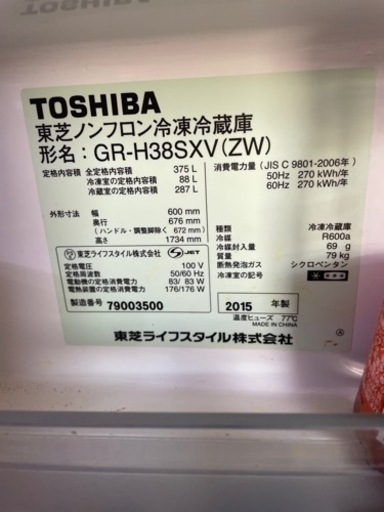 TOSHIBA
東芝ノンフロン冷凍冷蔵庫
形名:GR-H38SXV(ZW)
定格内容積 全定格内容積 375 L
冷凍室の定格内容積 88 L
冷蔵室の定格内容積 287 L
消費電力量(JIS C 9801-2006年)
50Hz 270 kWh/年
60Hz 270 kWh/年
外形寸法 幅 600 mm
奥行 676 mm
(ハンドル・調整脚除く 672 mm)
高さ 1734 mm
種類 冷凍冷蔵庫
冷媒 R600a
冷媒封入量 69 g
質量 79 kg
断熱発泡ガス シクロペンタン
冷凍室の記号
東芝ライフスタイル株式会社 S JET
定格電圧 100 V
定格周波数 50/60 Hz
電動機の定格消費電力 83/ 83 W
電熱装置の定格消費電力 176/176 W
製造番号 79003500
2015 年製
温度ヒューズ 77℃
MADE IN CHINA
東芝ライフスタイル株式会社
A